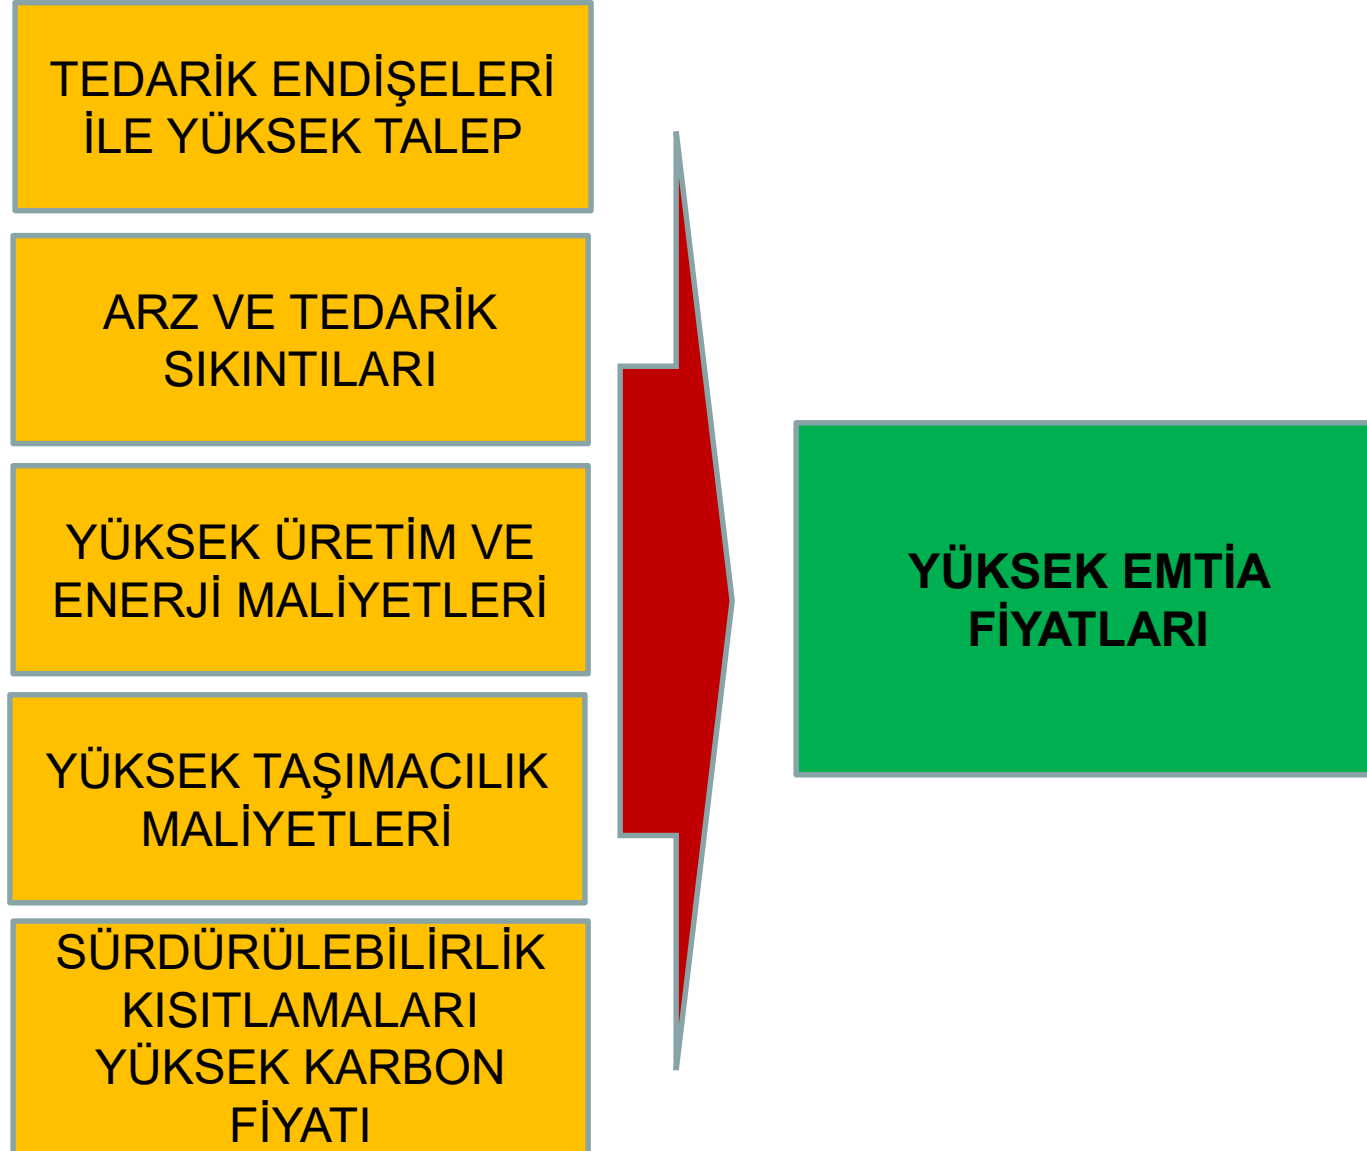 TEDARİK ENDİŞELERİ
İLE YÜKSEK TALEP
ARZ VE TEDARİK
SIKINTILARI
YÜKSEK ÜRETİM VE
ENERJİ MALİYETLERİ
YÜKSEK TAŞIMACILIK
MALİYETLERİ
SÜRDÜRÜLEBİLİRLİK
KISITLAMALARI
YÜKSEK KARBON
FİYATI
YÜKSEK EMTİA
FİYATLARI